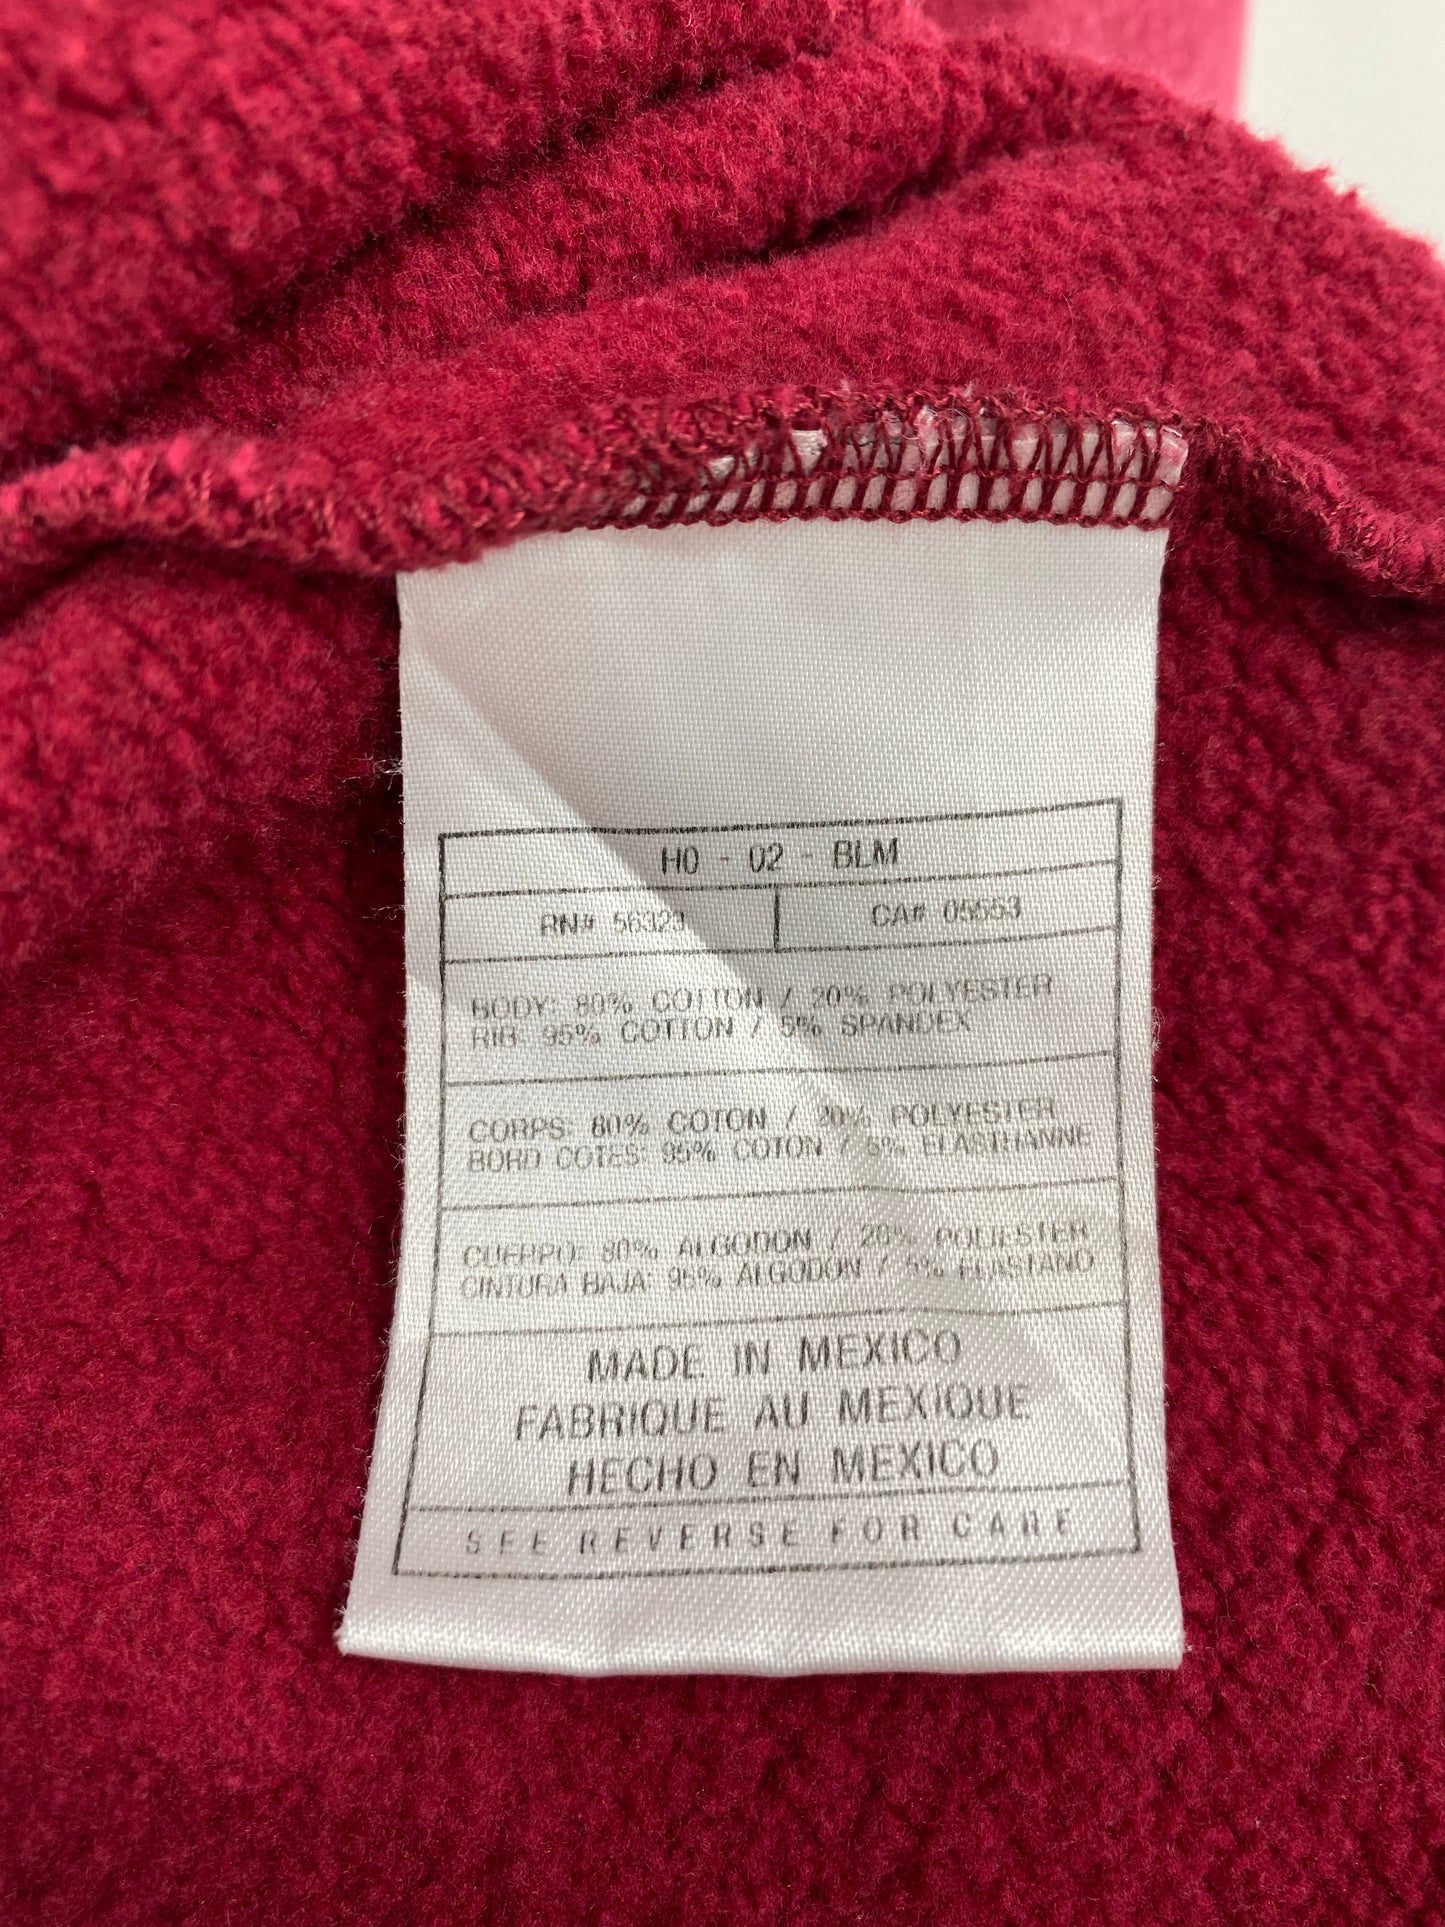 H0 - 02 - BLM
RN# 56323 CA# 05553
BODY: 80% COTTON / 20% POLYESTER
RIB: 95% COTTON / 5% SPANDEX
CORPS: 80% COTON / 20% POLYESTER
BORD COTES: 95% COTON / 5% ELASTHANNE
CUERPO: 80% ALGODON / 20% POLIESTER
CINTURA BAJA: 95% ALGODON / 5% ELASTANO
MADE IN MEXICO
FABRIQUE AU MEXIQUE
HECHO EN MEXICO
SEE REVERSE FOR CARE